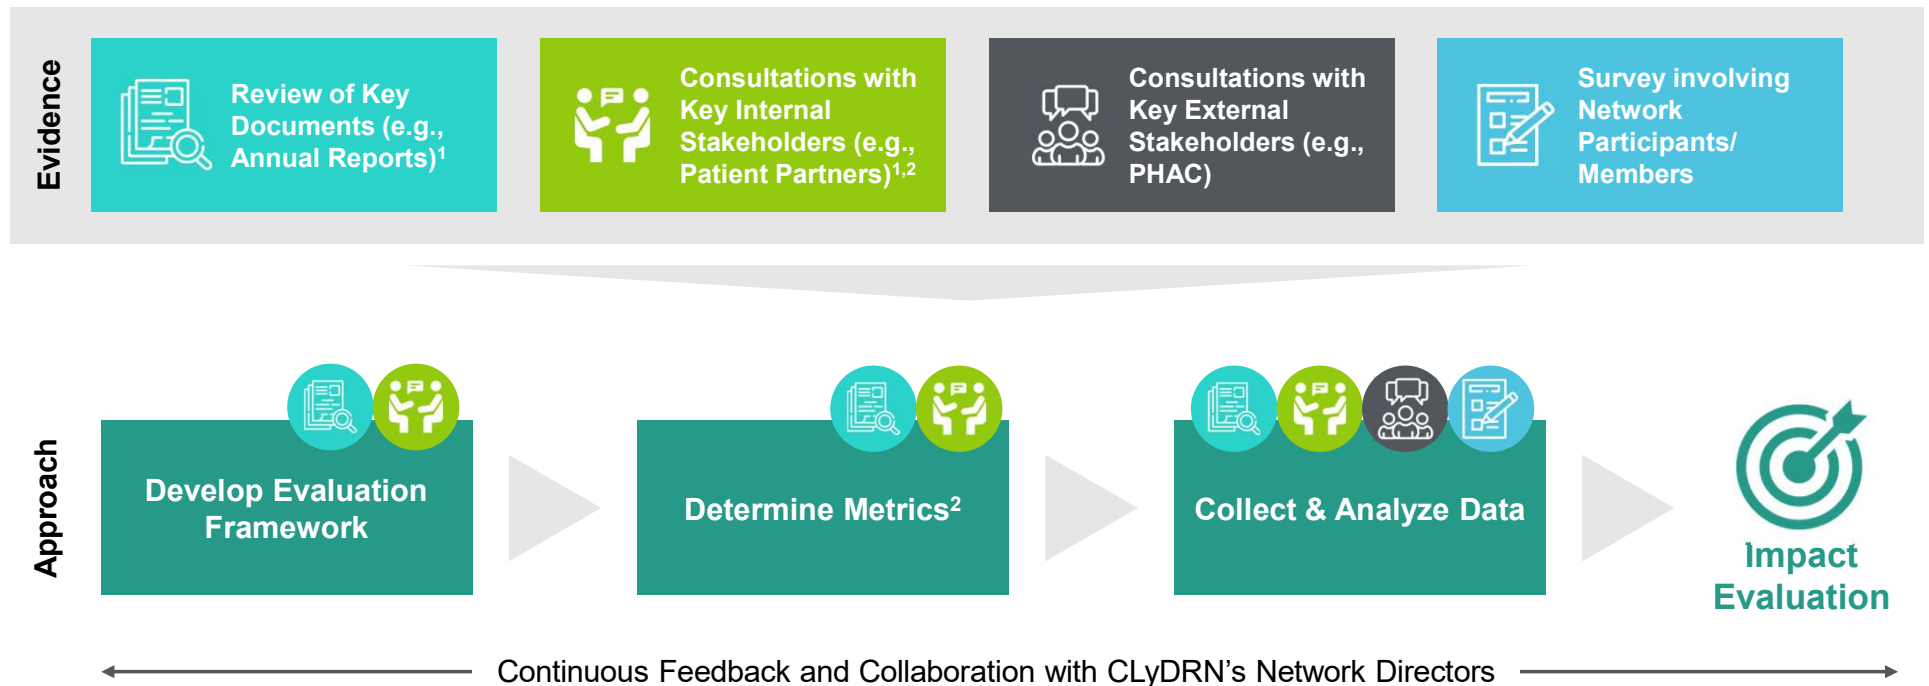 Evidence
Review of Key
Documents (e.g.,
Annual Reports)¹
Consultations with
Key Internal
Stakeholders (e.g.,
Patient Partners)¹,²
Consultations with
Key External
Stakeholders (e.g.,
PHAC)
Survey involving
Network
Participants/
Members
Approach
Develop Evaluation
Framework
Determine Metrics²
Collect & Analyze Data
Impact
Evaluation
Continuous Feedback and Collaboration with CLyDRN's Network Directors